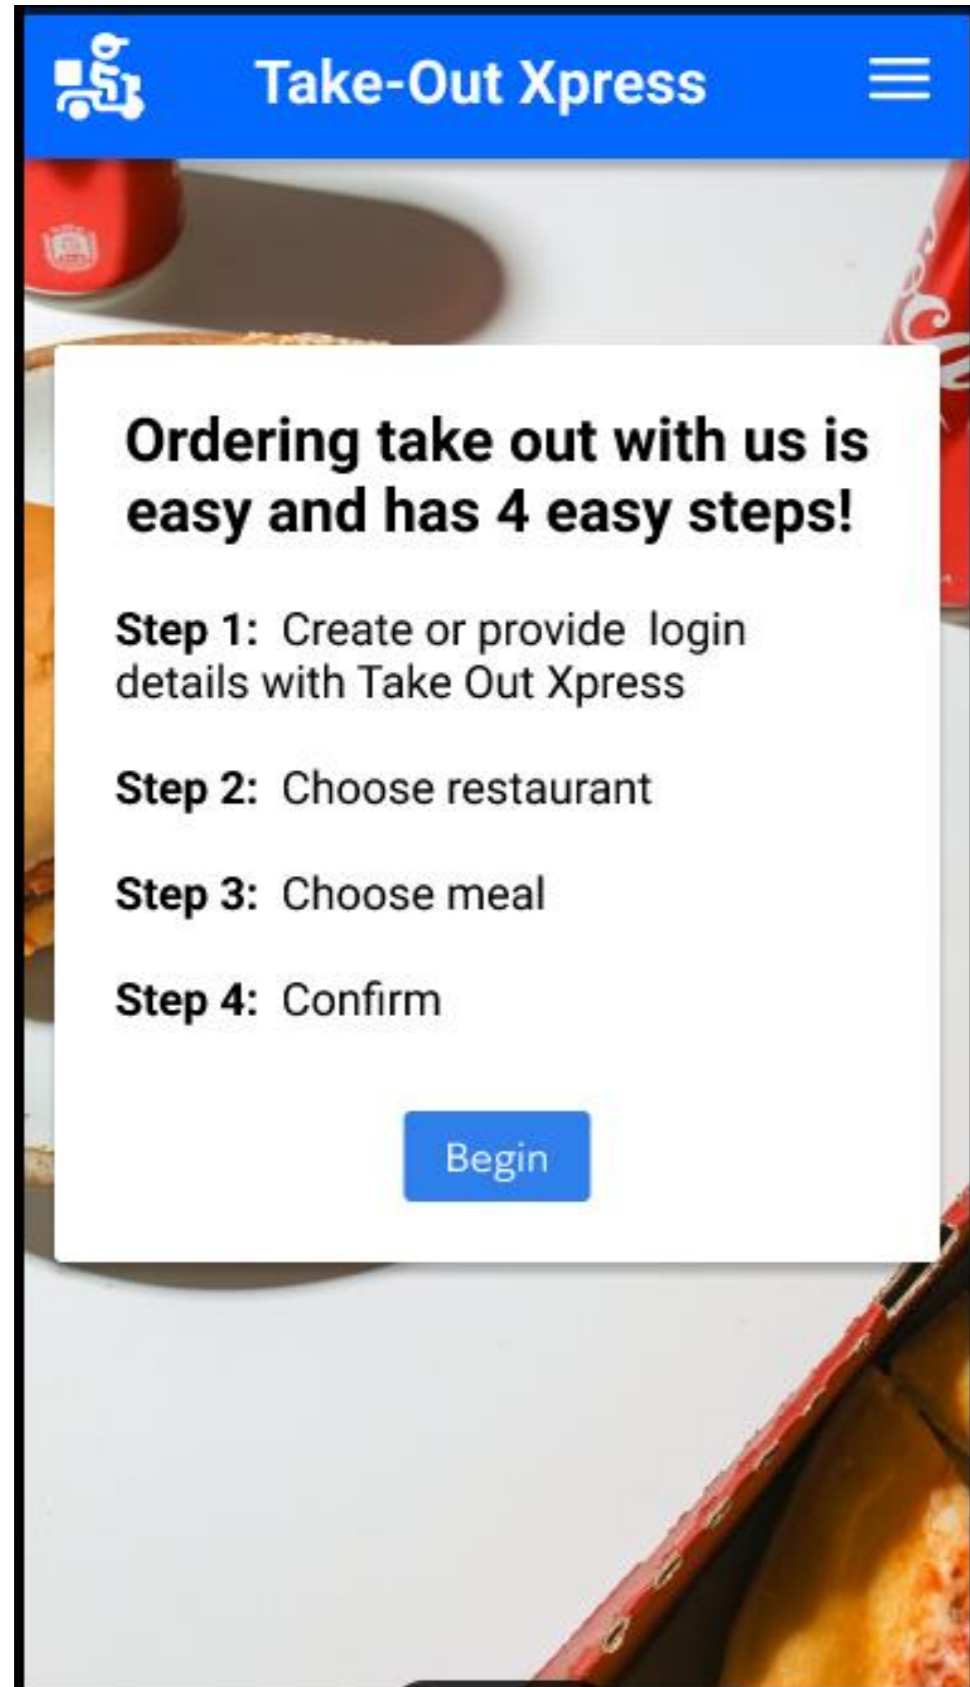 Take-Out Xpress
Ordering take out with us is
easy and has 4 easy steps!
Step 1:  Create or provide  login
details with Take Out Xpress
Step 2:  Choose restaurant
Step 3:  Choose meal
Step 4:  Confirm
Begin